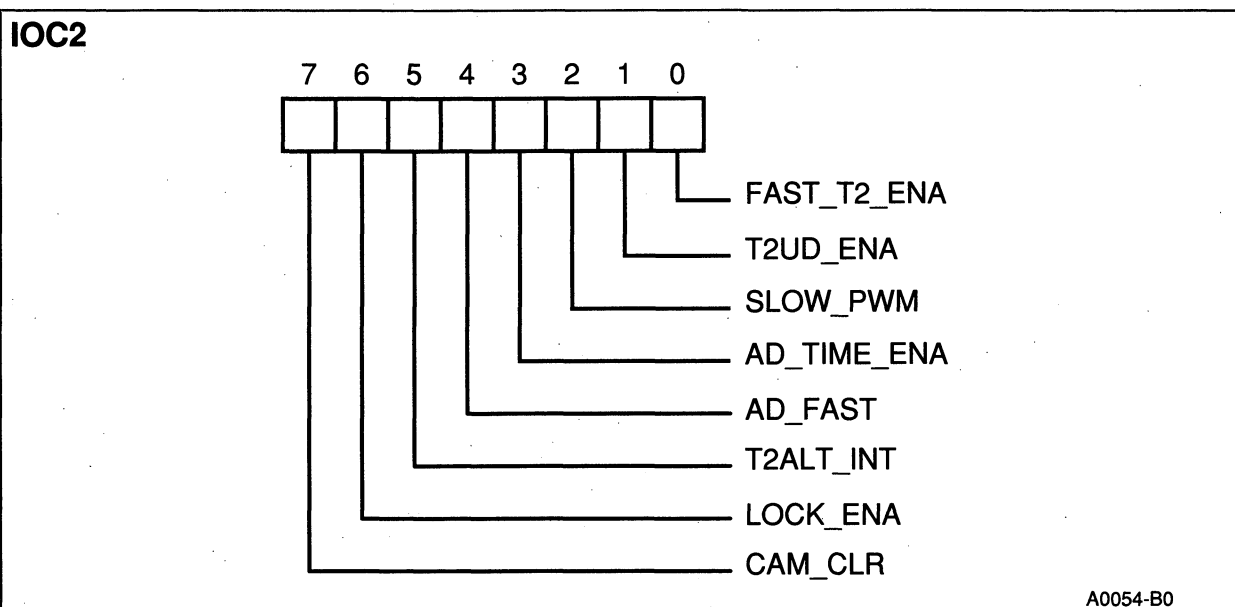 IOC2
7 6 5 4 3 2 1 0
FAST_T2_ENA
T2UD_ENA
SLOW_PWM
AD_TIME_ENA
AD_FAST
T2ALT_INT
LOCK_ENA
CAM_CLR
A0054-B0